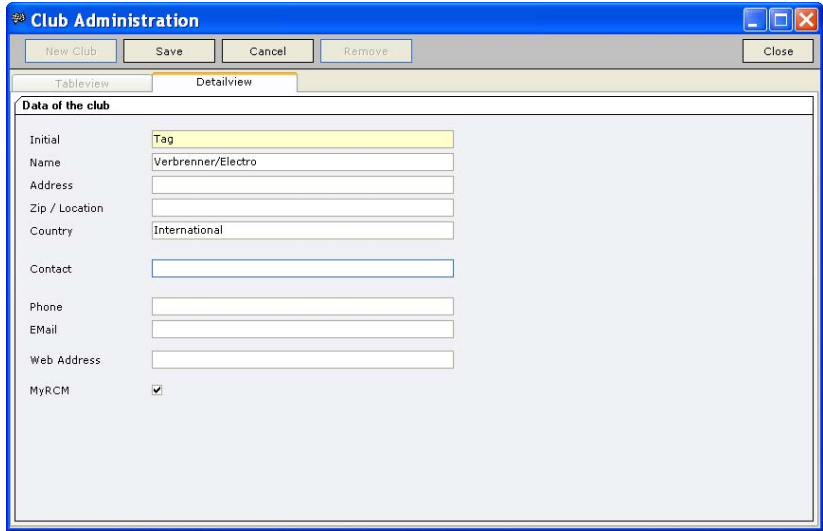 Club Administration
New Club Save Cancel Remove Close
Tableview Detailview
Data of the club
Initial Tag
Name Verbrenner/Electro
Address
Zip / Location
Country International
Contact
Phone
EMail
Web Address
MyRCM